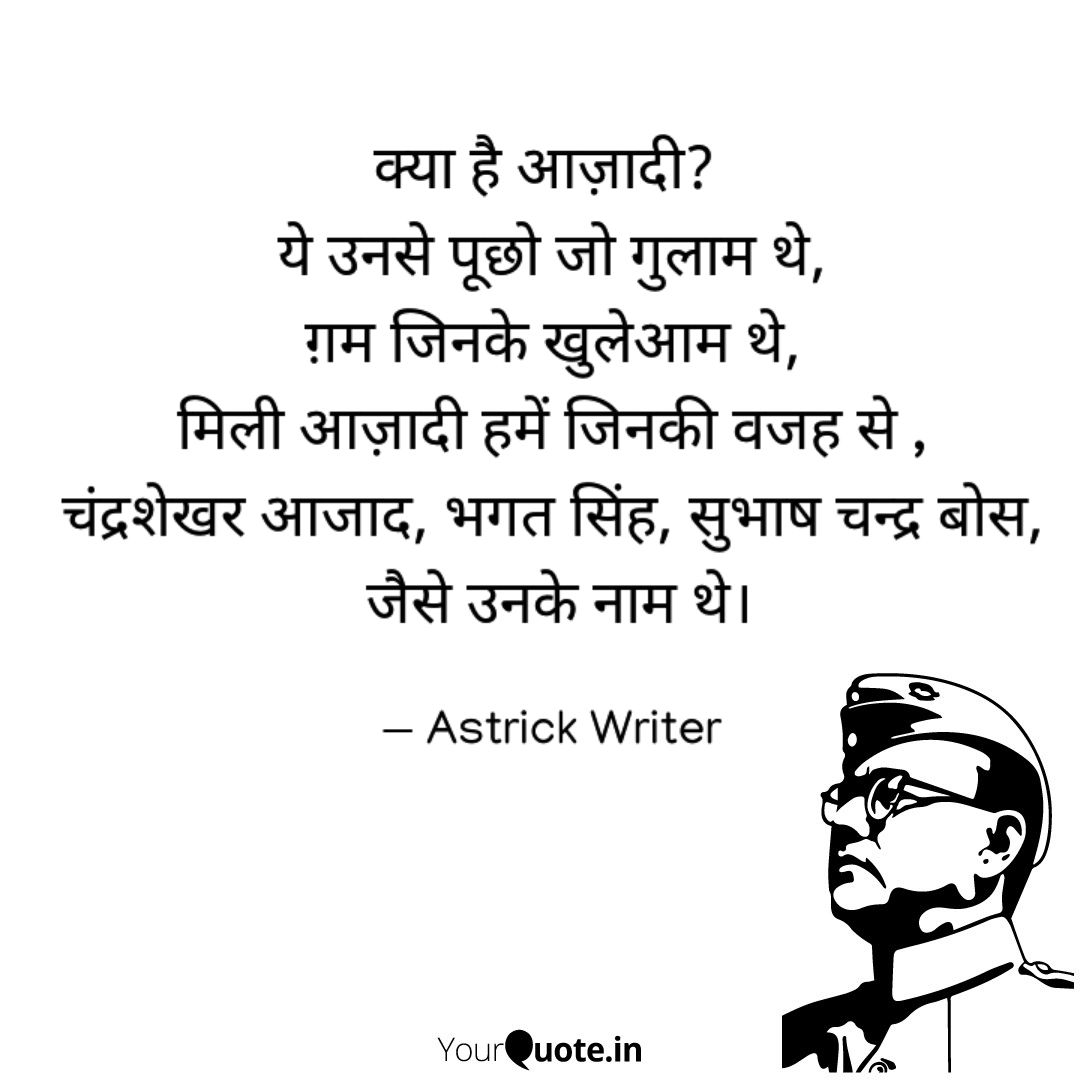 क्या है आज़ादी?
ये उनसे पूछो जो गुलाम थे,
ग़म जिनके खुलेआम थे,
मिली आज़ादी हमें जिनकी वजह से ,
चंद्रशेखर आजाद, भगत सिंह, सुभाष चन्द्र बोस,
जैसे उनके नाम थे।
– Astrick Writer
YourQuote.in